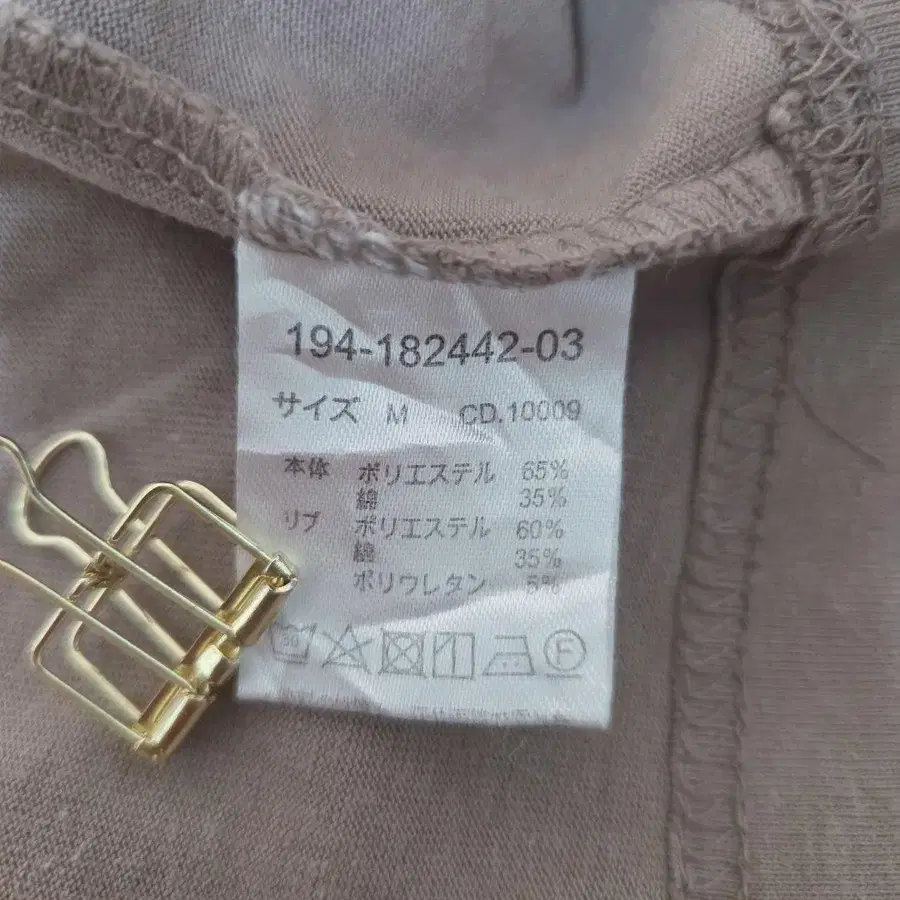 194-182442-03
サイズ M CD.10009
本体 ポリエステル 65%
綿 35%
リブ ポリエステル 60%
綿 35%
ポリウレタン 5%
30 F